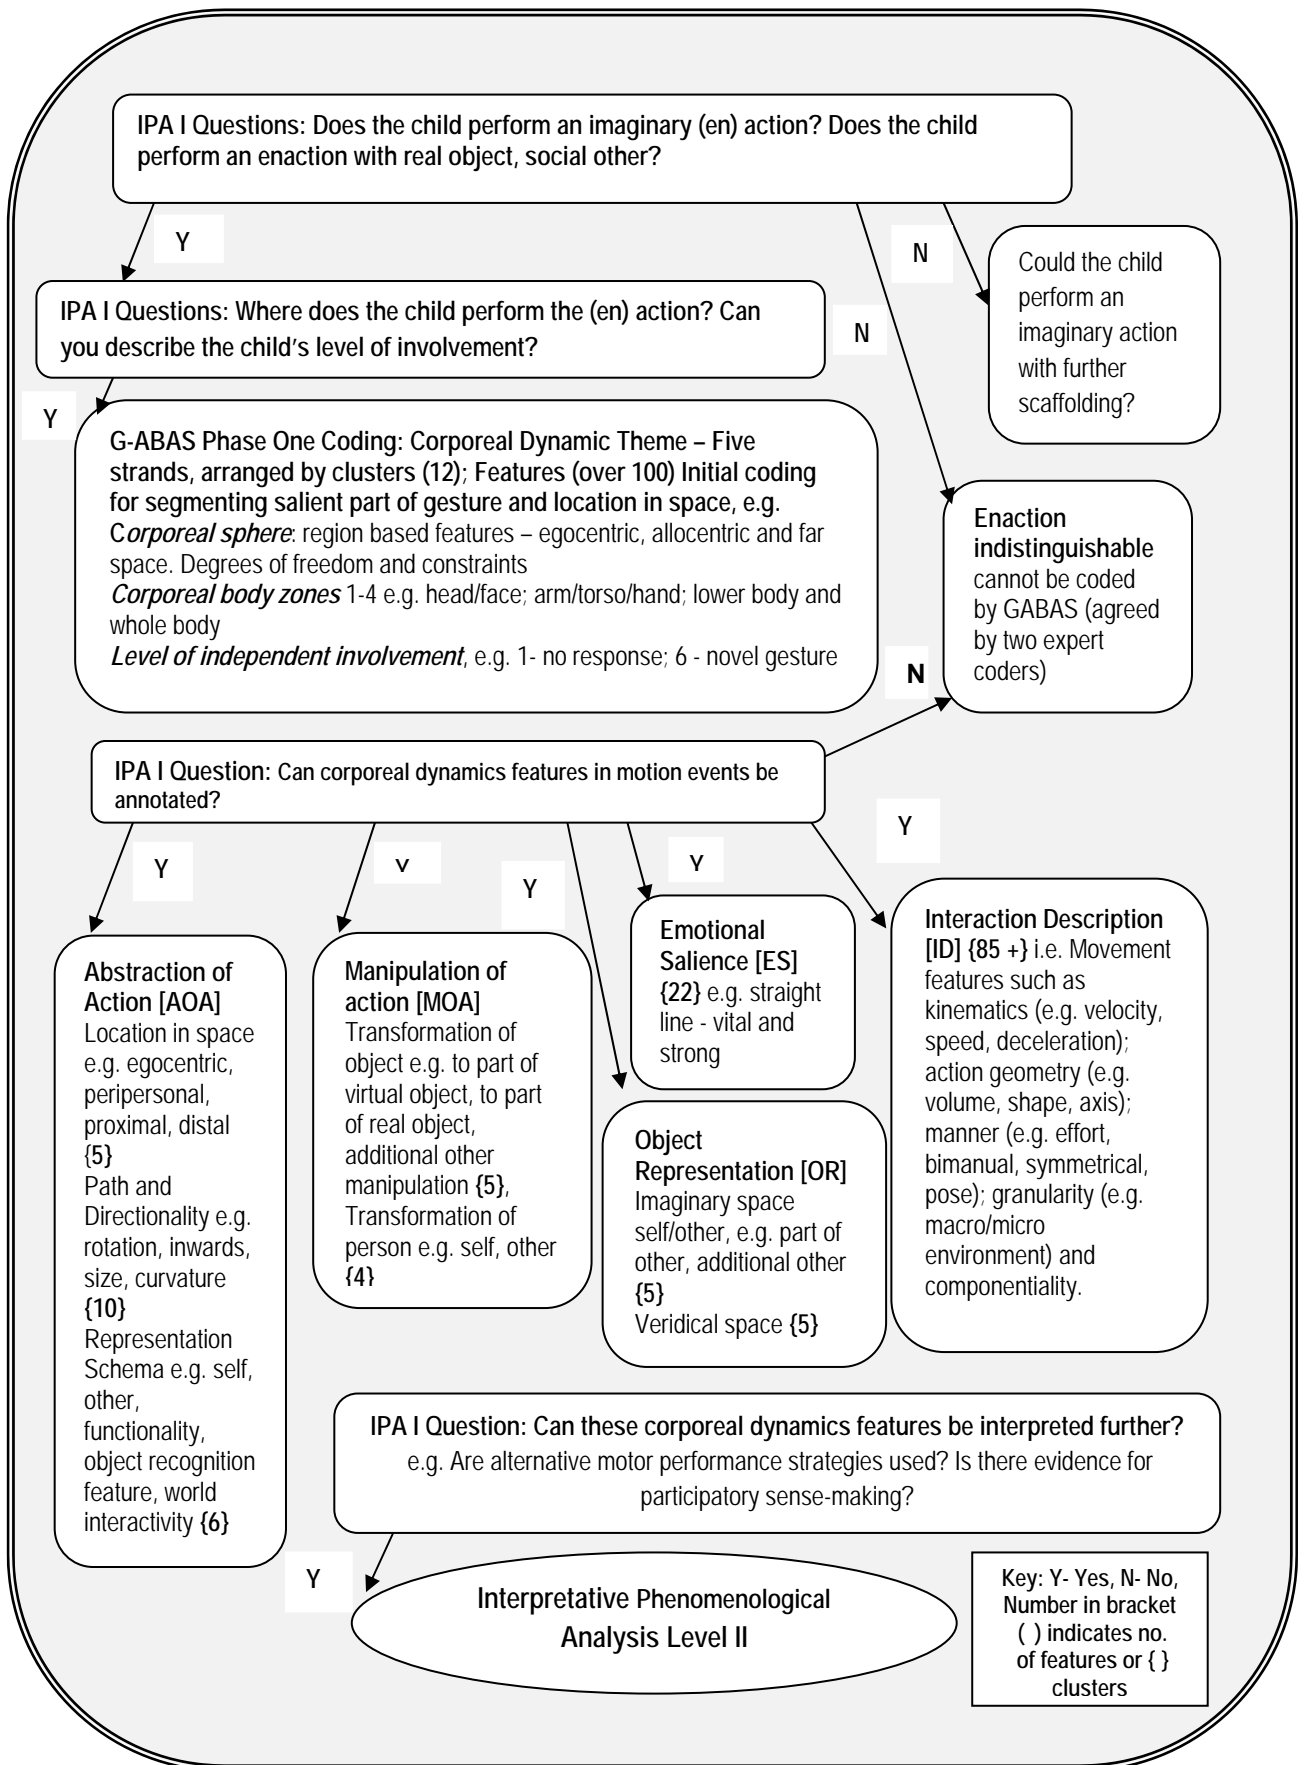 IPA I Questions: Does the child perform an imaginary (en) action? Does the child
perform an enaction with real object, social other?
Y
N
Could the child
perform an
imaginary action
with further
scaffolding?
IPA I Questions: Where does the child perform the (en) action? Can
you describe the child's level of involvement?
N
Y
G-ABAS Phase One Coding: Corporeal Dynamic Theme – Five
strands, arranged by clusters (12); Features (over 100) Initial coding
for segmenting salient part of gesture and location in space, e.g.
Corporeal sphere: region based features – egocentric, allocentric and far
space. Degrees of freedom and constraints
Corporeal body zones 1-4 e.g. head/face; arm/torso/hand; lower body and
whole body
Level of independent involvement, e.g. 1- no response; 6 - novel gesture
Enaction
indistinguishable
cannot be coded
by GABAS (agreed
by two expert
coders)
N
IPA I Question: Can corporeal dynamics features in motion events be
annotated?
Y
Y
Y
Y
Y
Abstraction of
Action [AOA]
Location in space
e.g. egocentric,
peripersonal,
proximal, distal
{5}
Path and
Directionality e.g.
rotation, inwards,
size, curvature
{10}
Representation
Schema e.g. self,
other,
functionality,
object recognition
feature, world
interactivity {6}
Manipulation of
action [MOA]
Transformation of
object e.g. to part of
virtual object, to part
of real object,
additional other
manipulation {5},
Transformation of
person e.g. self, other
{4}
Emotional
Salience [ES]
{22} e.g. straight
line - vital and
strong
Object
Representation [OR]
Imaginary space
self/other, e.g. part of
other, additional other
{5}
Veridical space {5}
Interaction Description
[ID] {85 +} i.e. Movement
features such as
kinematics (e.g. velocity,
speed, deceleration);
action geometry (e.g.
volume, shape, axis);
manner (e.g. effort,
bimanual, symmetrical,
pose); granularity (e.g.
macro/micro
environment) and
componentiality.
IPA I Question: Can these corporeal dynamics features be interpreted further?
e.g. Are alternative motor performance strategies used? Is there evidence for
participatory sense-making?
Y
Interpretative Phenomenological
Analysis Level II
Key: Y- Yes, N- No,
Number in bracket
( ) indicates no.
of features or { }
clusters